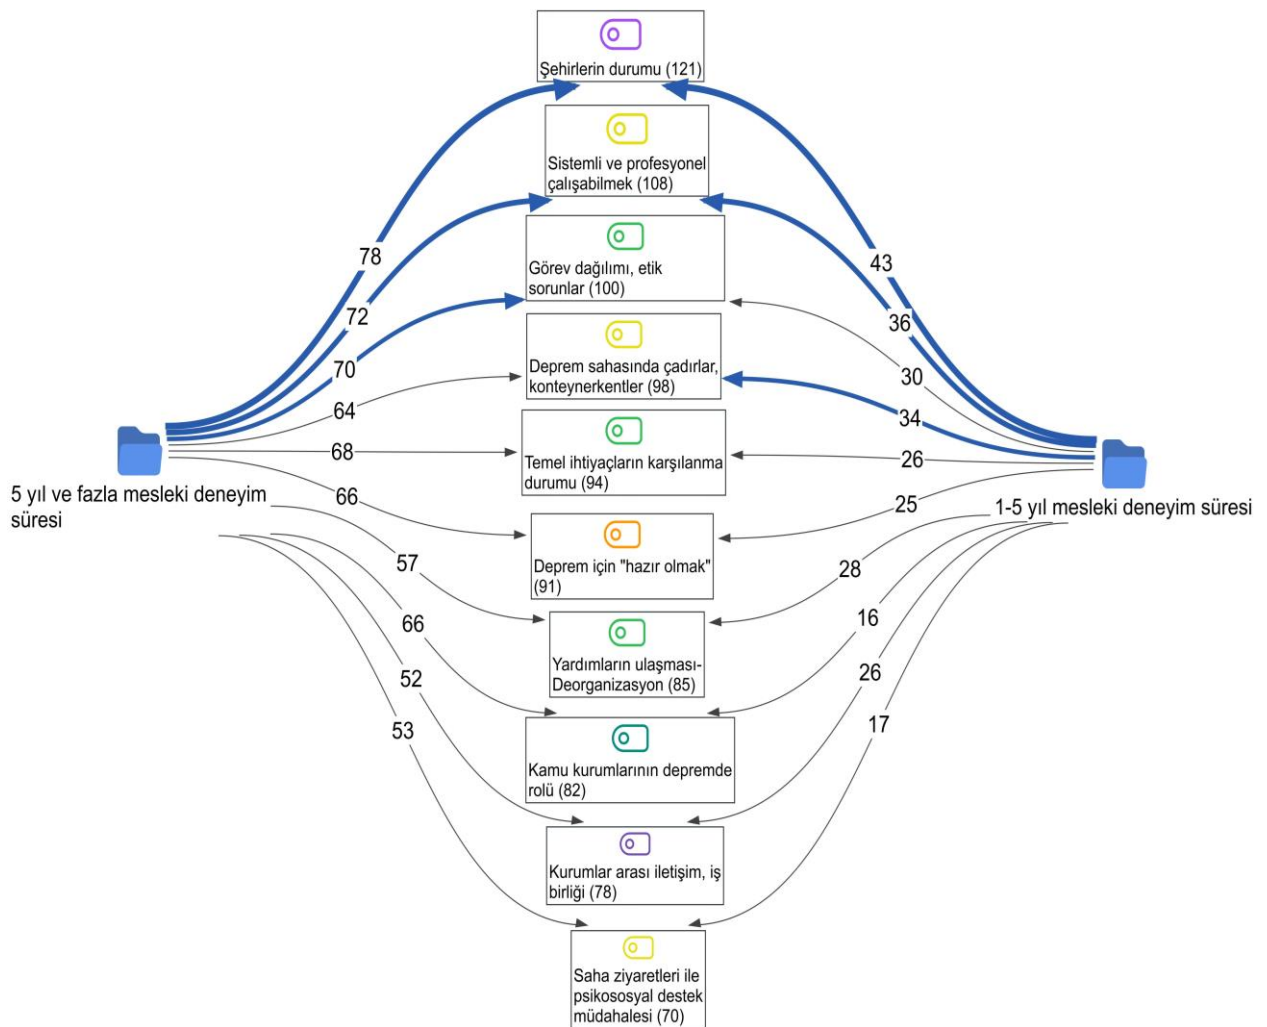 Şehirlerin durumu (121)
Sistemli ve profesyonel
çalışabilmek (108)
78
43
Görev dağılımı, etik
sorunlar (100)
72
36
70
30
Deprem sahasında çadırlar,
konteynerkentler (98)
64
34
68
26
Temel ihtiyaçların karşılanma
durumu (94)
5 yıl ve fazla mesleki deneyim
süresi
66
25
1-5 yıl mesleki deneyim süresi
Deprem için "hazır olmak"
(91)
57
28
66
16
Yardımların ulaşması-
Deorganizasyon (85)
52
26
53
17
Kamu kurumlarının depremde
rolü (82)
Kurumlar arası iletişim, iş
birliği (78)
Saha ziyaretleri ile
psikososyal destek
müdahalesi (70)